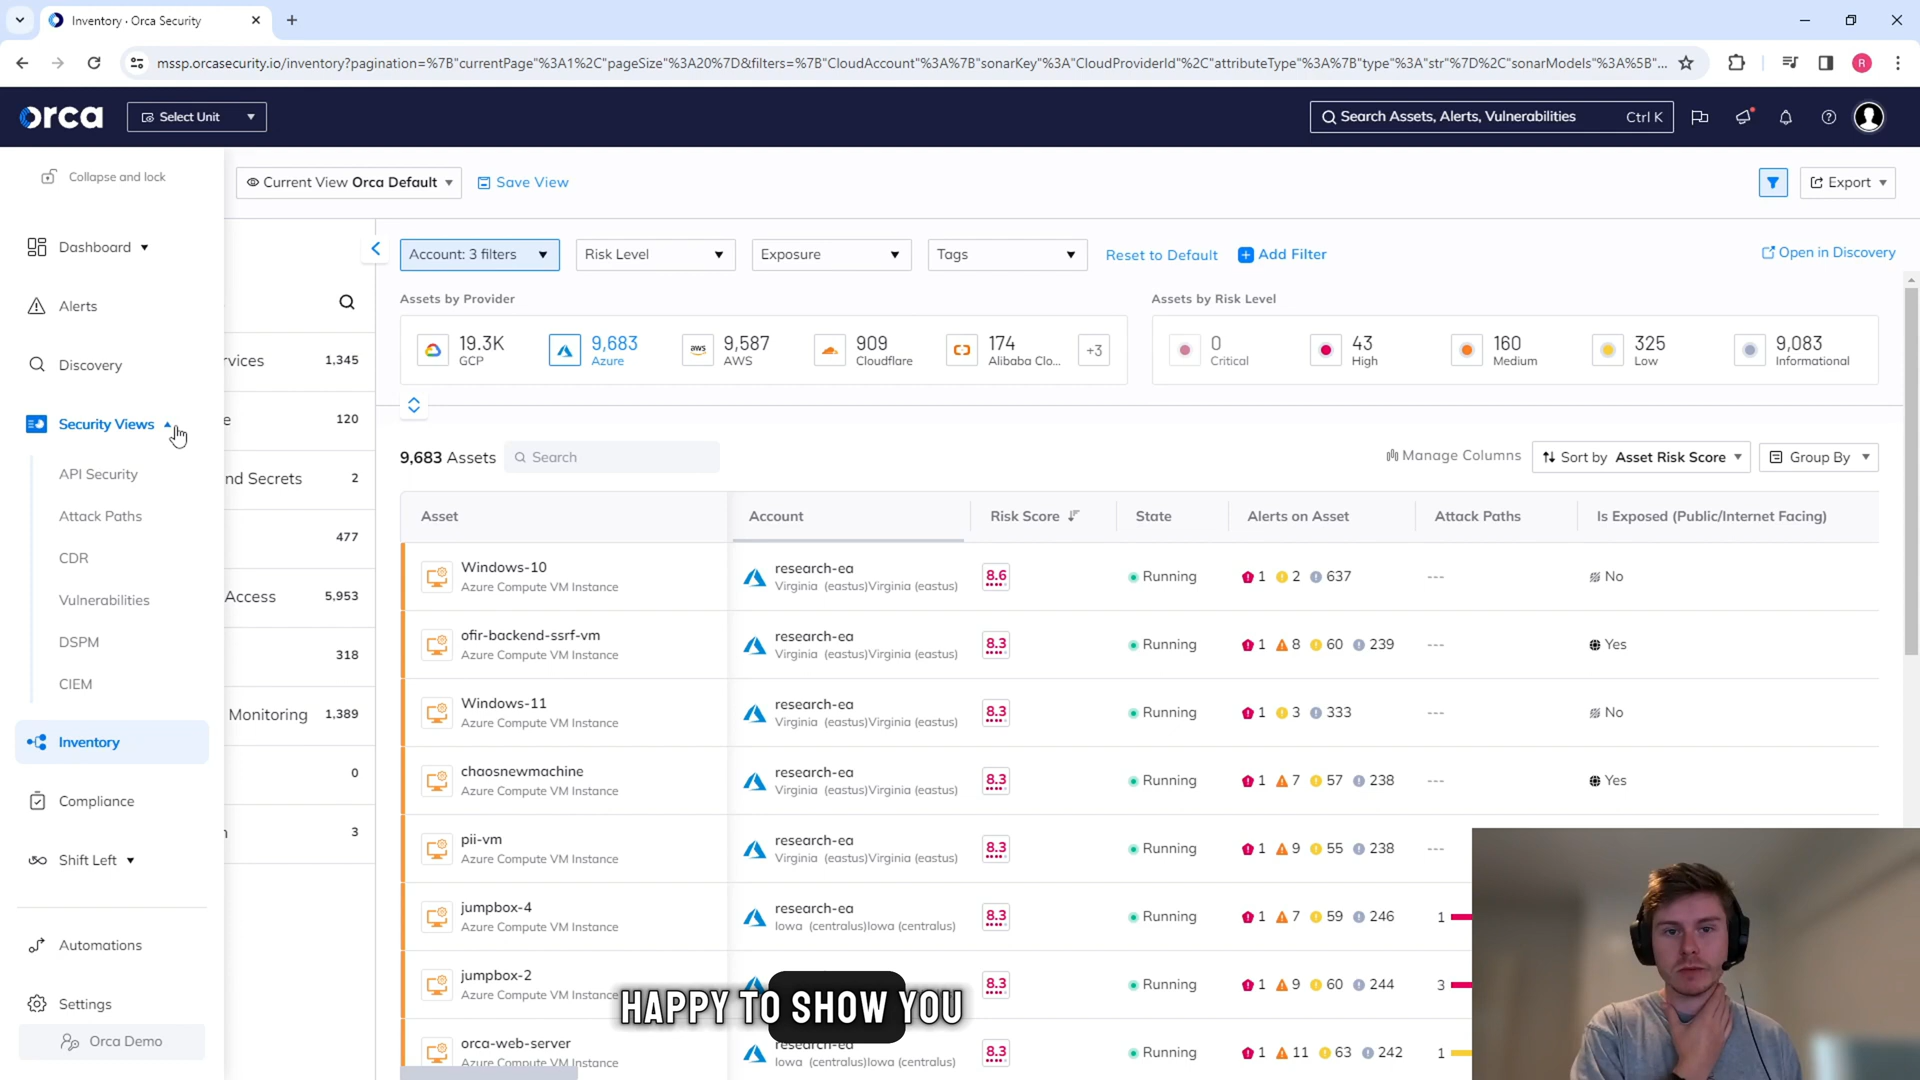 Inventory · Orca Security
mssp.orcasecurity.io/inventory?pagination=%7B"currentPage"%3A1%2C"pageSize"%3A20%7D&filters=%7B"CloudAccount"%3A%7B"sonarKey"%3A"CloudProviderId"%2C"attributeType"%3A%7B"type"%3A"str"%7D%2C"sonarModels"%3A%5B"...
R
orca
Select Unit
Search Assets, Alerts, Vulnerabilities Ctrl K
Collapse and lock
Current View Orca Default
Save View
Export
Dashboard
Alerts
Discovery
Security Views
API Security
Attack Paths
CDR
Vulnerabilities
DSPM
CIEM
Inventory
Compliance
Shift Left
Automations
Settings
Orca Demo
rvices 1,345
e 120
nd Secrets 2
477
Access 5,953
318
Monitoring 1,389
0
3
Account: 3 filters
Risk Level
Exposure
Tags
Reset to Default
Add Filter
Open in Discovery
Assets by Provider
19.3K GCP
9,683 Azure
aws 9,587 AWS
909 Cloudflare
174 Alibaba Clo...
+3
Assets by Risk Level
0 Critical
43 High
160 Medium
325 Low
9,083 Informational
9,683 Assets
Search
Manage Columns
Sort by Asset Risk Score
Group By
Asset Account Risk Score State Alerts on Asset Attack Paths Is Exposed (Public/Internet Facing)
Windows-10 research-ea 8.6 Running 1 2 637 --- No
Azure Compute VM Instance Virginia (eastus)Virginia (eastus)
ofir-backend-ssrf-vm research-ea 8.3 Running 1 8 60 239 --- Yes
Azure Compute VM Instance Virginia (eastus)Virginia (eastus)
Windows-11 research-ea 8.3 Running 1 3 333 --- No
Azure Compute VM Instance Virginia (eastus)Virginia (eastus)
chaosnewmachine research-ea 8.3 Running 1 7 57 238 --- Yes
Azure Compute VM Instance Virginia (eastus)Virginia (eastus)
pii-vm research-ea 8.3 Running 1 9 55 238 ---
Azure Compute VM Instance Virginia (eastus)Virginia (eastus)
jumpbox-4 research-ea 8.3 Running 1 7 59 246 1
Azure Compute VM Instance Iowa (centralus)Iowa (centralus)
jumpbox-2 8.3 Running 1 9 60 244 3
Azure Compute VM Instance
HAPPY TO SHOW YOU
orca-web-server research-ea 8.3 Running 1 11 63 242 1
Azure Compute VM Instance Iowa (centralus)Iowa (centralus)